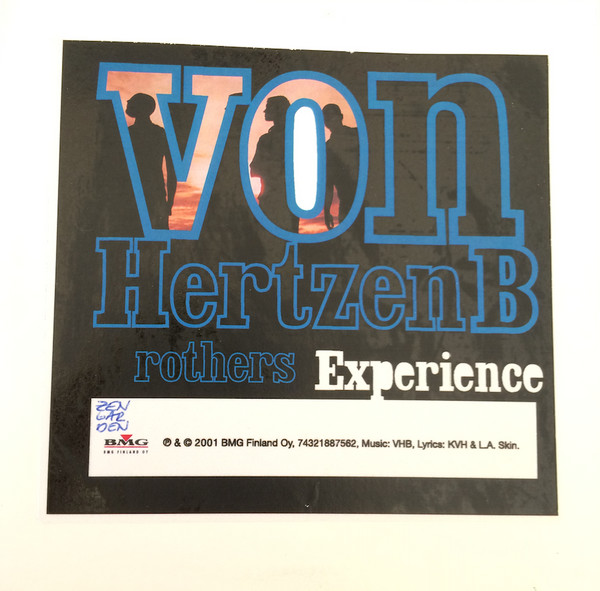 von
HertzenB
rothers Experience
ZEN
GAR
DEN
BMG
BMG FINLAND OY
℗ & © 2001 BMG Finland Oy, 74321887562, Music: VHB, Lyrics: KVH & L.A. Skin.